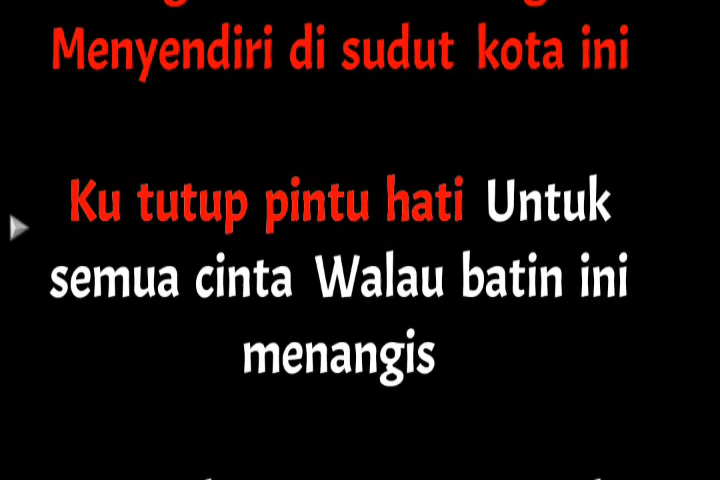 Menyendiri di sudut kota ini
Ku tutup pintu hati Untuk
semua cinta Walau batin ini
menangis